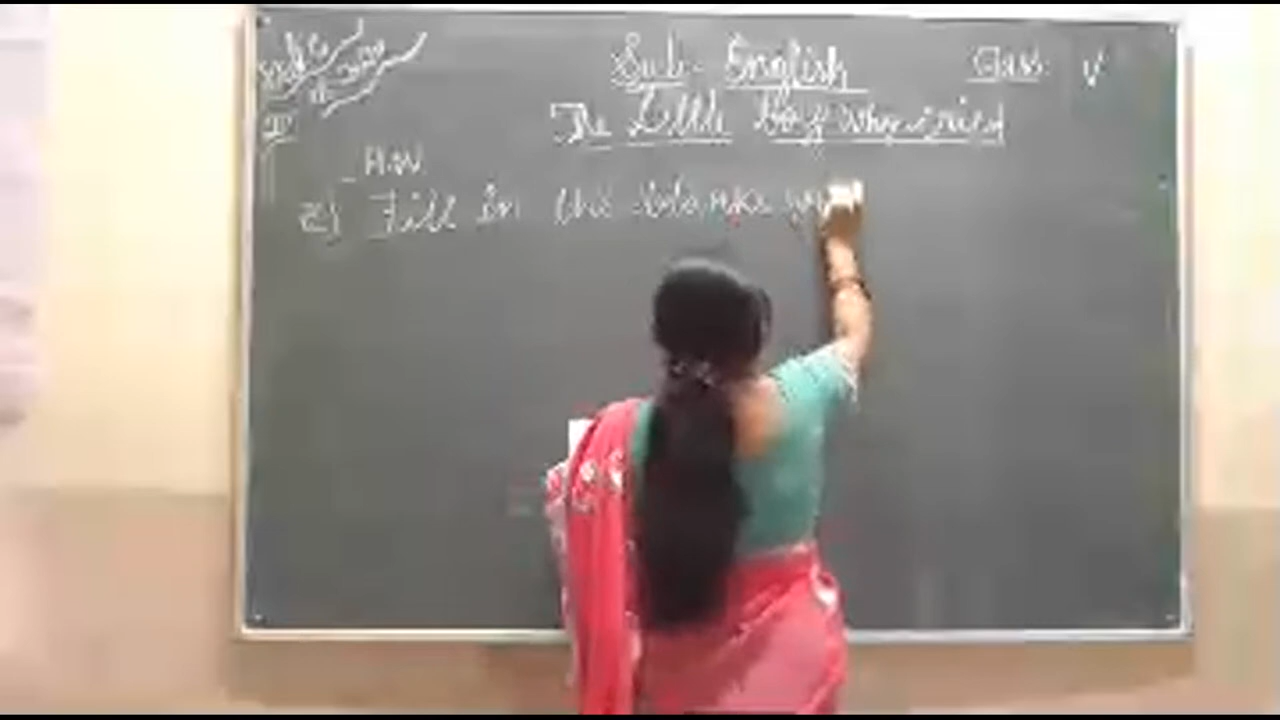 Sub- English
Class V
The Little Boy who cried
H.W
2) Fill in the blanks